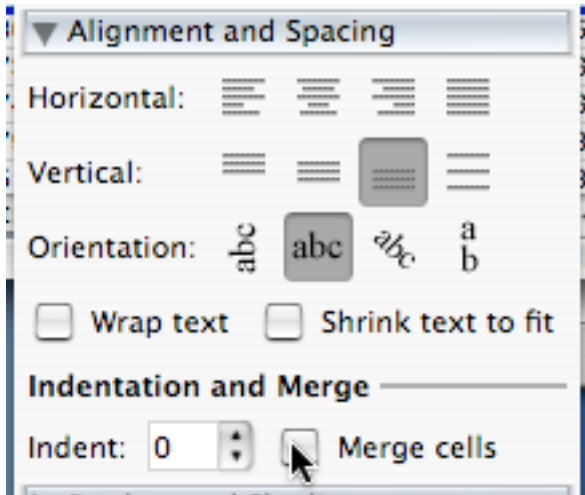 Alignment and Spacing
Horizontal:
Vertical:
Orientation: abc abc abc a b
Wrap text Shrink text to fit
Indentation and Merge
Indent: 0 Merge cells